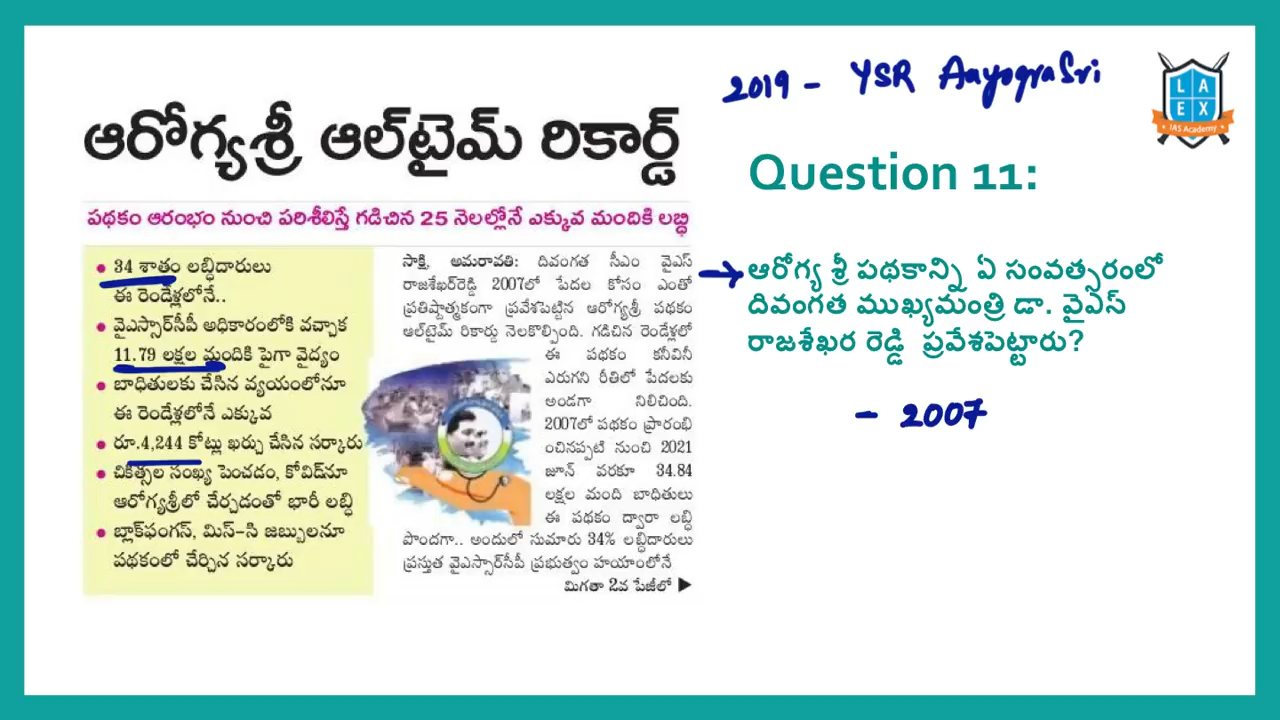 2019 - YSR AayograSri
LA
EX
IAS Academy
ఆరోగ్యశ్రీ ఆల్‌టైమ్ రికార్డ్
పథకం ఆరంభం నుంచి పరిశీలిస్తే గడిచిన 25 నెలల్లోనే ఎక్కువ మందికి లబ్ధి
• 34 శాతం లబ్ధిదారులు
ఈ రెండేళ్లలోనే..
• వైఎస్సార్‌సీపీ అధికారంలోకి వచ్చాక
11.79 లక్షల మందికి పైగా వైద్యం
• బాధితులకు చేసిన వ్యయంలోనూ
ఈ రెండేళ్లలోనే ఎక్కువ
• రూ.4,244 కోట్లు ఖర్చు చేసిన సర్కారు
• చికిత్సల సంఖ్య పెంచడం, కోవిడ్‌నూ
ఆరోగ్యశ్రీలో చేర్చడంతో భారీ లబ్ధి
• బ్లాక్‌ఫంగస్, మిస్-సి జబ్బులనూ
పథకంలో చేర్చిన సర్కారు
సాక్షి, అమరావతి: దివంగత సీఎం వైఎస్
రాజశేఖర్‌రెడ్డి 2007లో పేదల కోసం ఎంతో
ప్రతిష్టాత్మకంగా ప్రవేశపెట్టిన ఆరోగ్యశ్రీ పథకం
ఆల్‌టైమ్ రికార్డు నెలకొల్పింది. గడిచిన రెండేళ్లలో
ఈ పథకం కనీవినీ
ఎరుగని రీతిలో పేదలకు
అండగా నిలిచింది.
2007లో పథకం ప్రారంభి
ంచినప్పటి నుంచి 2021
జూన్ వరకూ 34.84
లక్షల మంది బాధితులు
ఈ పథకం ద్వారా లబ్ధి
పొందగా.. అందులో సుమారు 34% లబ్ధిదారులు
ప్రస్తుత వైఎస్సార్‌సీపీ ప్రభుత్వం హయాంలోనే
మిగతా 2వ పేజీలో ▶
Question 11:
ఆరోగ్య శ్రీ పథకాన్ని ఏ సంవత్సరంలో
దివంగత ముఖ్యమంత్రి డా. వైఎస్
రాజశేఖర రెడ్డి ప్రవేశపెట్టారు?
- 2007